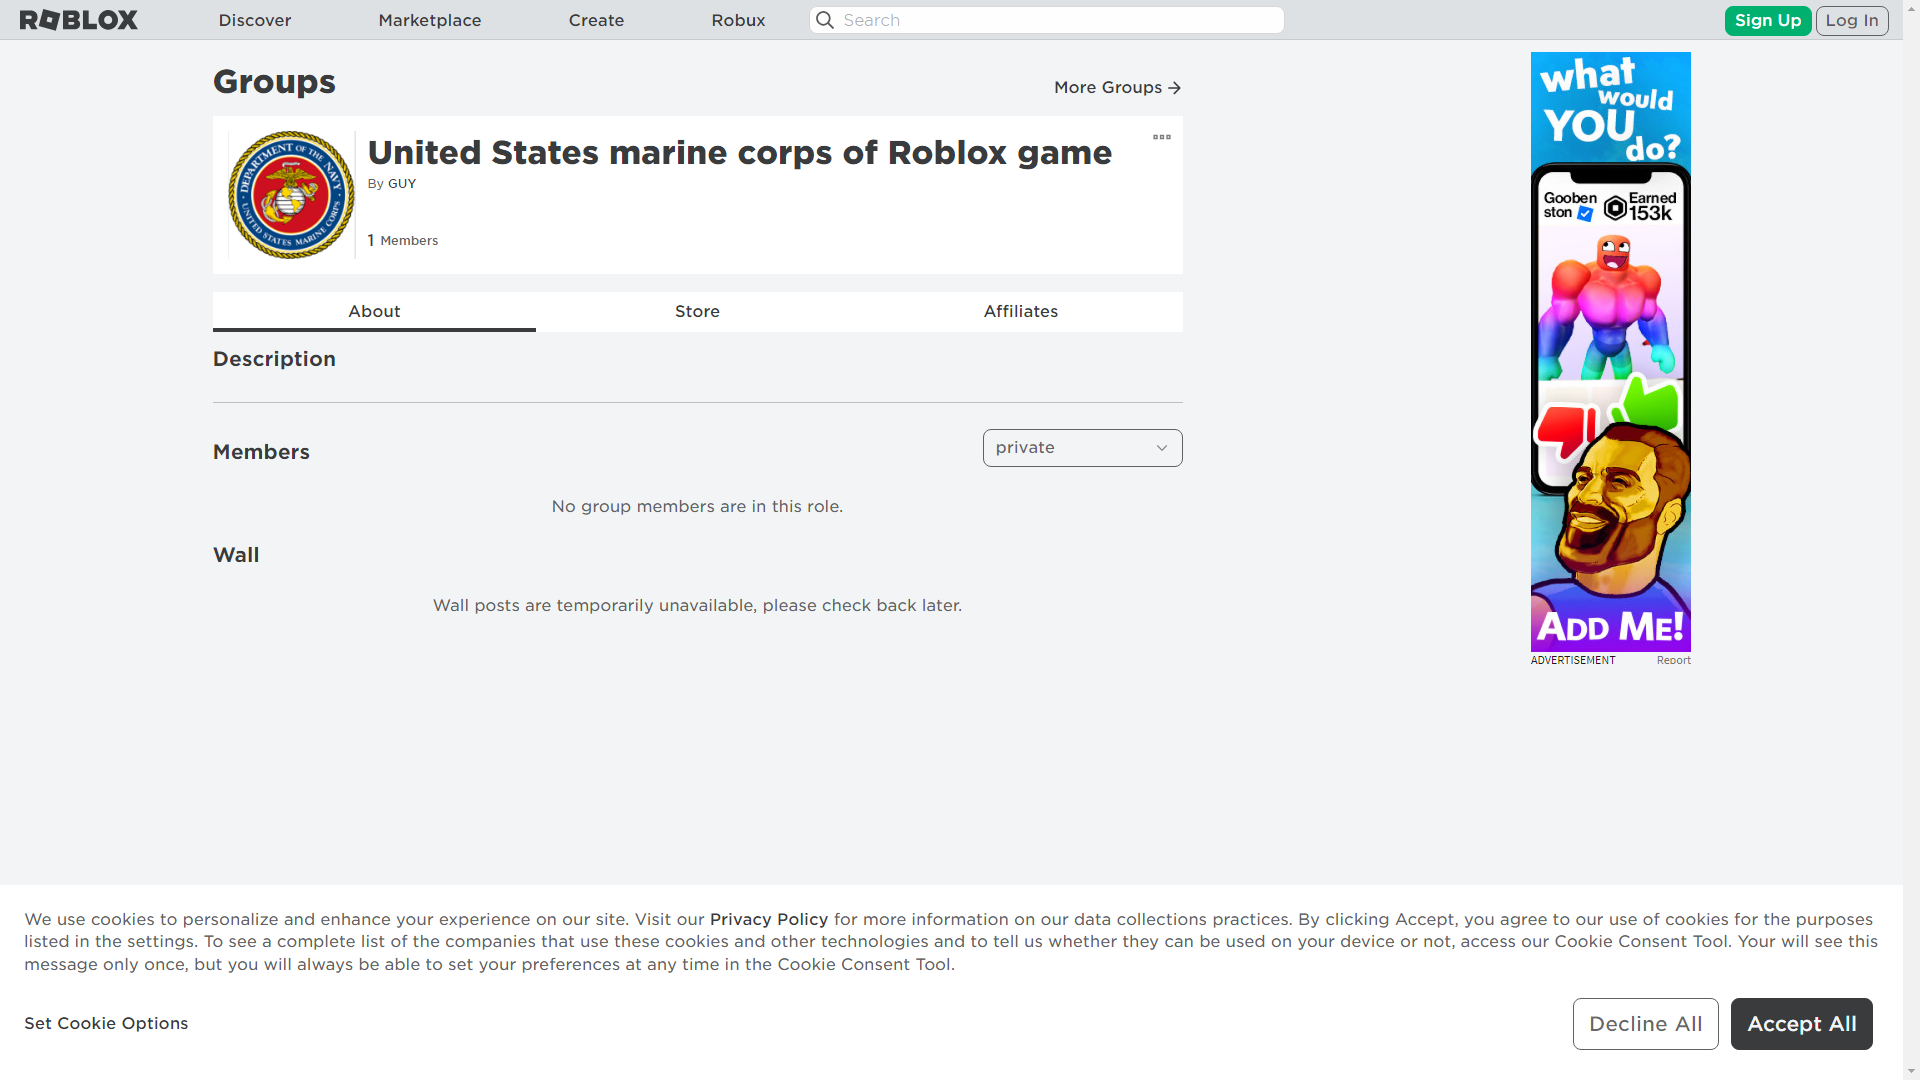 ROBLOX
Discover
Marketplace
Create
Robux
Search
Sign Up
Log In
Groups
More Groups
United States marine corps of Roblox game
By GUY
1 Members
DEPARTMENT OF THE NAVY
UNITED STATES MARINE CORPS
About
Store
Affiliates
Description
Members
private
No group members are in this role.
Wall
Wall posts are temporarily unavailable, please check back later.
what
would
YOU
do?
Gooben
ston
Earned
153k
ADD ME!
ADVERTISEMENT
Report
We use cookies to personalize and enhance your experience on our site. Visit our Privacy Policy for more information on our data collections practices. By clicking Accept, you agree to our use of cookies for the purposes
listed in the settings. To see a complete list of the companies that use these cookies and other technologies and to tell us whether they can be used on your device or not, access our Cookie Consent Tool. Your will see this
message only once, but you will always be able to set your preferences at any time in the Cookie Consent Tool.
Set Cookie Options
Decline All
Accept All